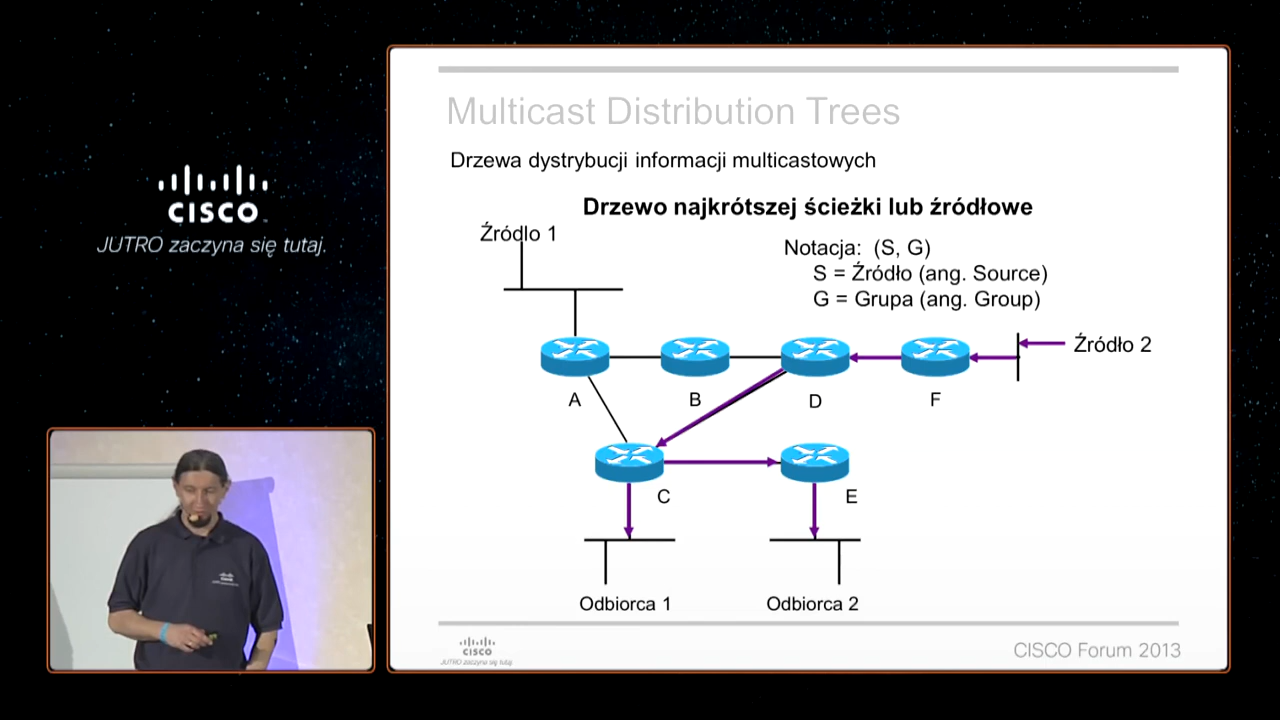 CISCO
JUTRO zaczyna się tutaj.
Multicast Distribution Trees
Drzewa dystrybucji informacji multicastowych
Drzewo najkrótszej ścieżki lub źródłowe
Źródlo 1
Notacja: (S, G)
S = Źródło (ang. Source)
G = Grupa (ang. Group)
Źródło 2
A
B
D
F
C
E
Odbiorca 1
Odbiorca 2
CISCO
JUTRO zaczyna się tutaj.
CISCO Forum 2013